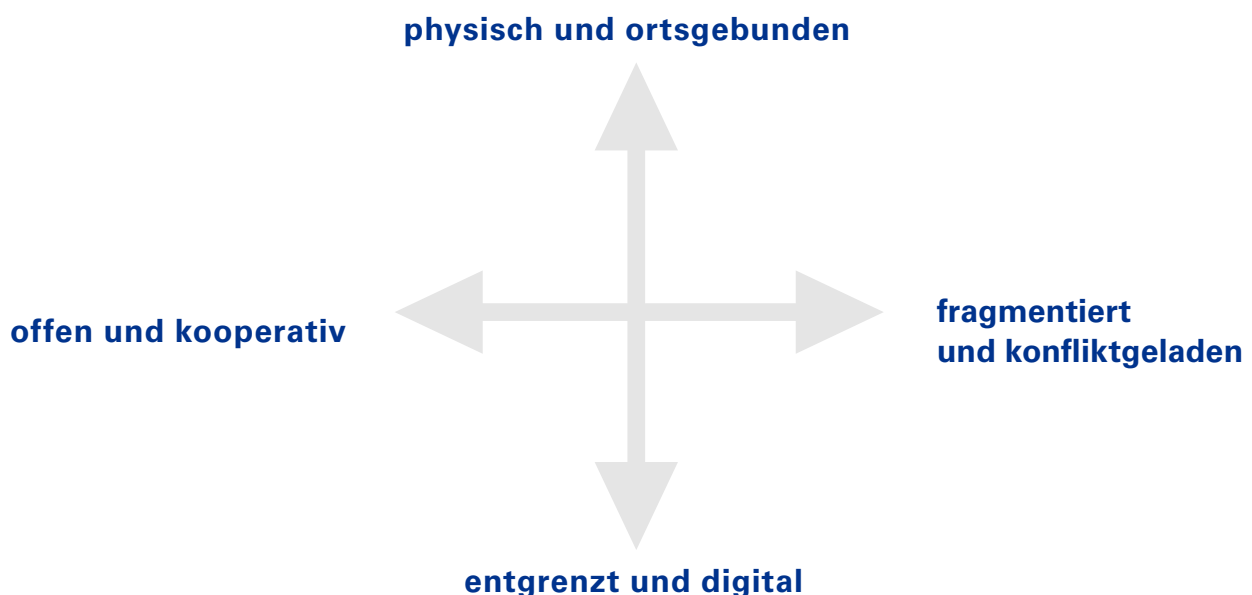 physisch und ortsgebunden
offen und kooperativ
fragmentiert
und konfliktgeladen
entgrenzt und digital